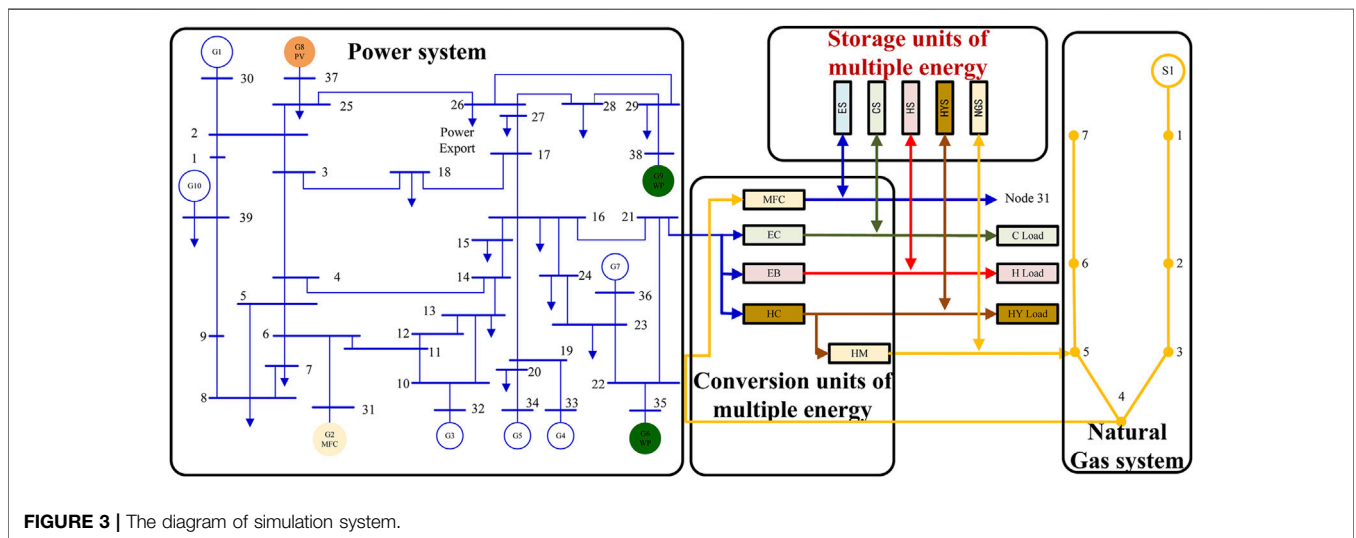 Power system
Storage units of
multiple energy
G1
G8
PV
30
37
25
26
27
28
29
Power
Export
2
1
3
18
17
38
G9
WP
G10
39
16
21
15
14
24
G7
4
5
36
13
12
23
6
11
9
7
10
19
20
22
8
31
32
34
33
35
G2
MFC
G3
G5
G4
G6
WP
ES
CS
HS
HYS
NGS
MFC
Node 31
EC
C Load
EB
H Load
HC
HY Load
HM
Conversion units of
multiple energy
S1
7
1
6
2
5
3
4
Natural
Gas system
FIGURE 3 | The diagram of simulation system.